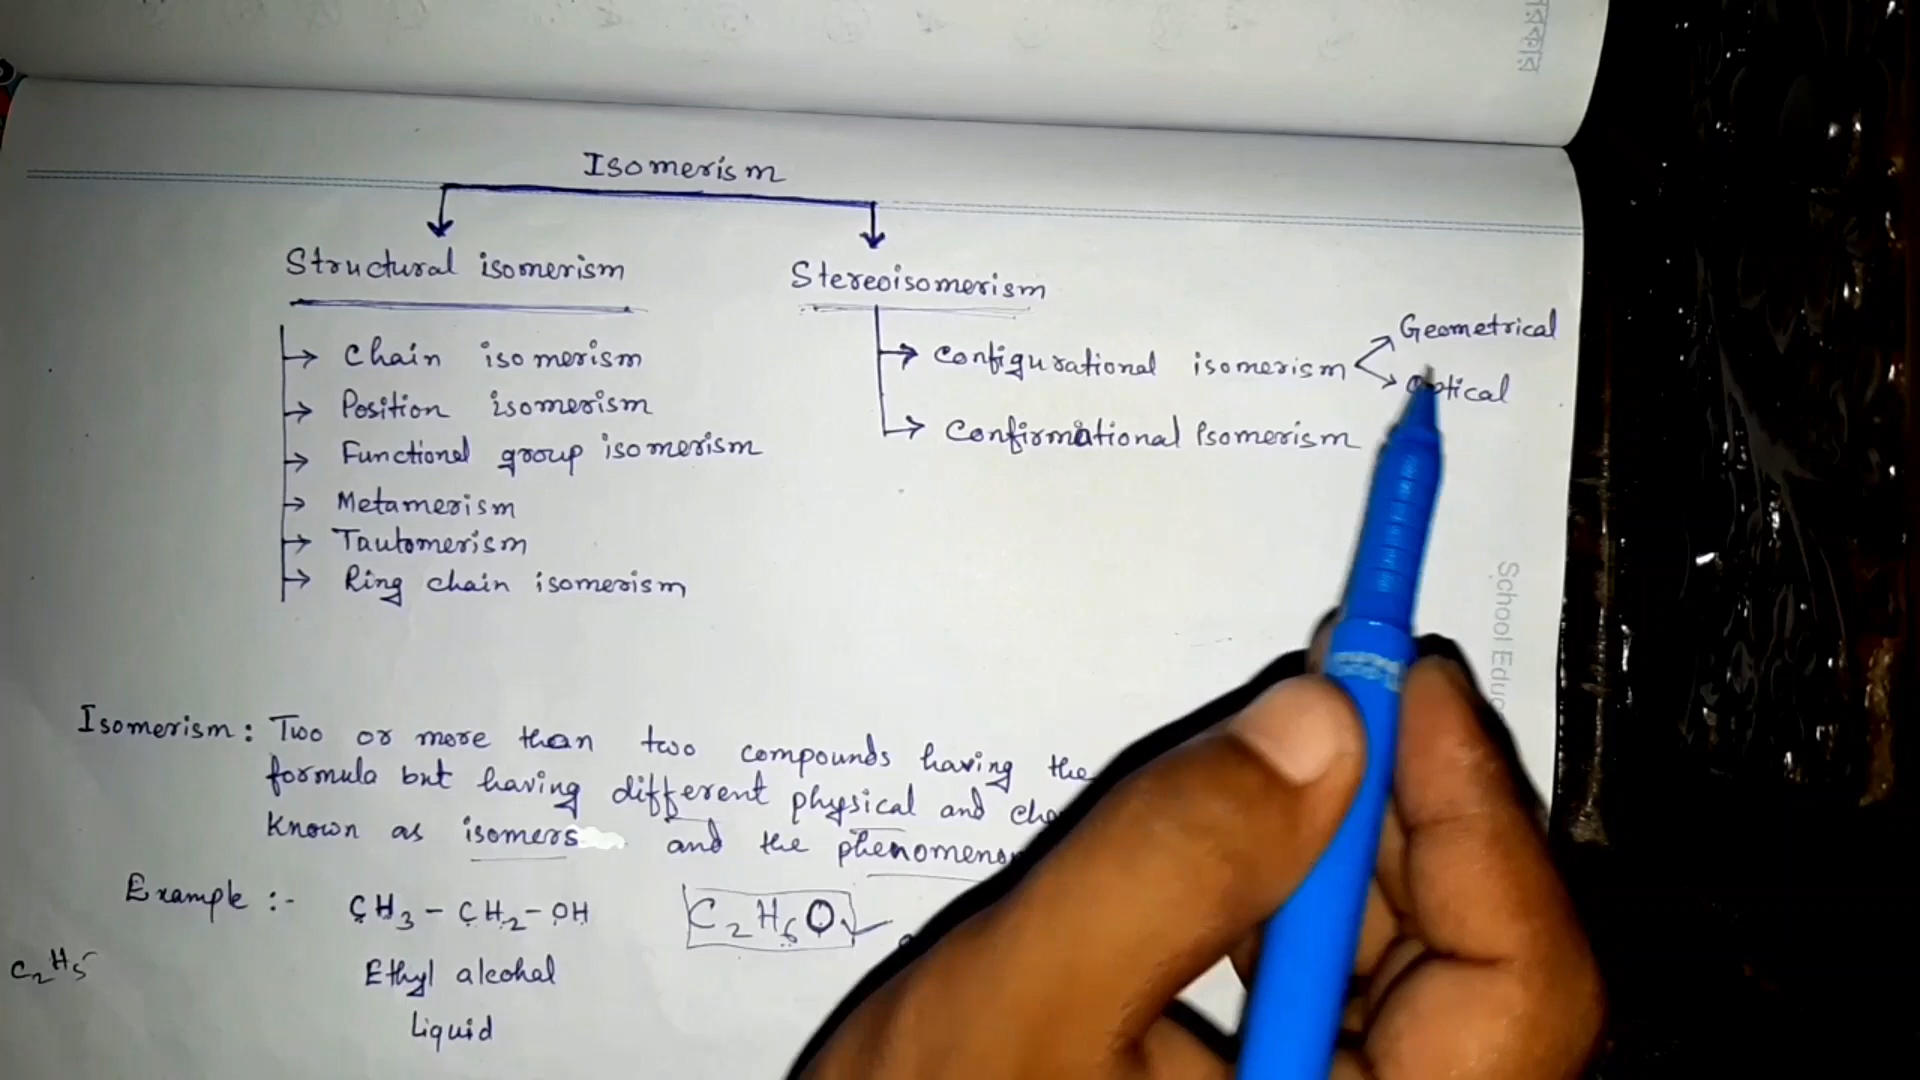 Isomerism
Structural isomerism
Chain isomerism
Position isomerism
Functional group isomerism
Metamerism
Tautomerism
Ring chain isomerism
Stereoisomerism
Configurational isomerism
Geometrical
Optical
Confirmational Isomerism
School
Isomerism: Two or more than two compounds having the
formula but having different physical and
known as isomers and the
Example :- CH3 - CH2 - OH C2H6O
C2H5
Ethyl alcohal
Liquid